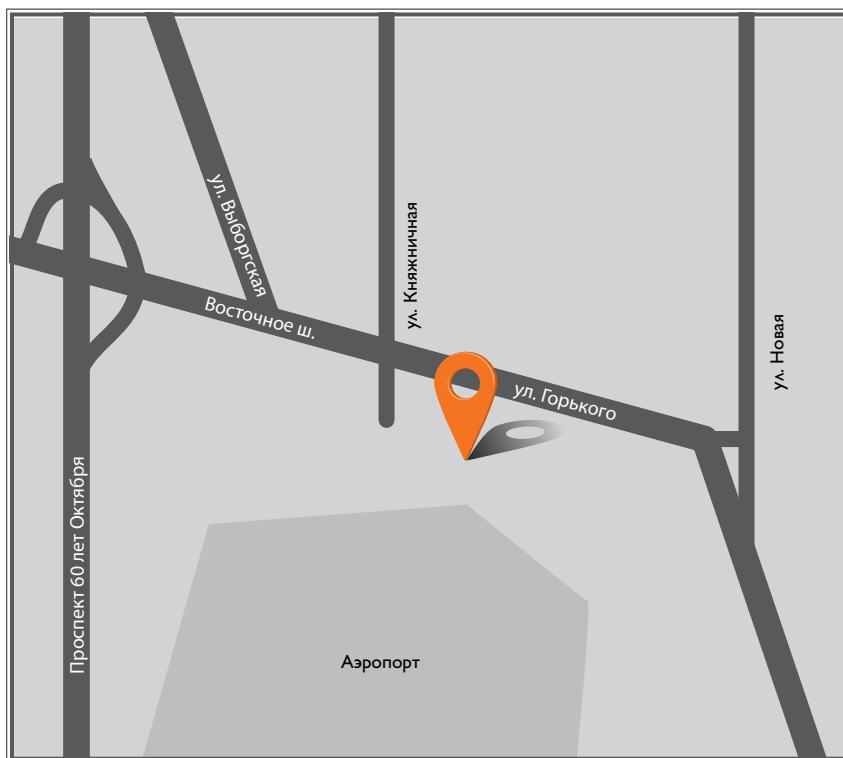 ул. Выборгская
ул. Княжничная
Восточное ш.
ул. Новая
ул. Горького
Проспект 60 лет Октября
Аэропорт